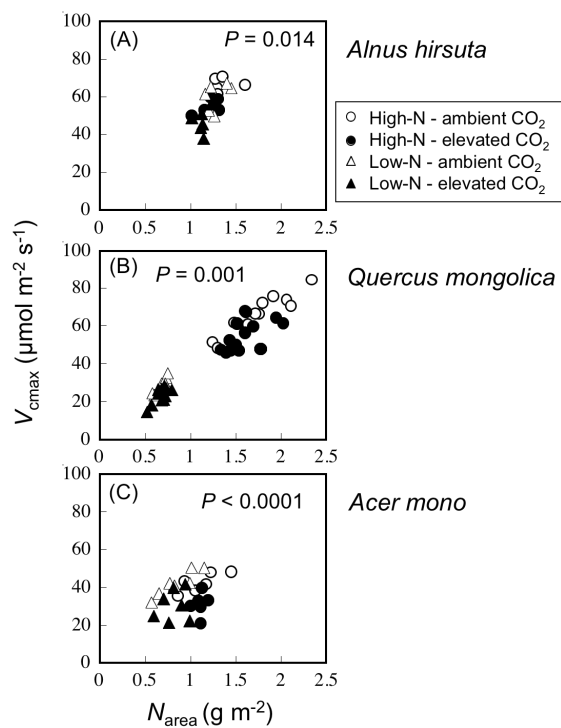 100
(A)
P = 0.014
Alnus hirsuta
80
60
40
20
0
0 0.5 1 1.5 2 2.5
High-N - ambient CO₂
High-N - elevated CO₂
Low-N - ambient CO₂
Low-N - elevated CO₂
Vcmax (μmol m⁻² s⁻¹)
100
(B)
P = 0.001
Quercus mongolica
80
60
40
20
0
0 0.5 1 1.5 2 2.5
100
(C)
P < 0.0001
Acer mono
80
60
40
20
0
0 0.5 1 1.5 2 2.5
Narea (g m⁻²)